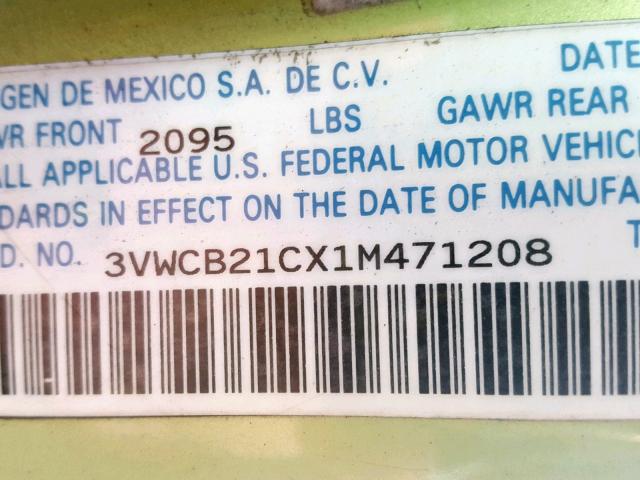 GEN DE MEXICO S.A. DE C.V. DATE
WR FRONT 2095 LBS GAWR REAR
ALL APPLICABLE U.S. FEDERAL MOTOR VEHIC
DARDS IN EFFECT ON THE DATE OF MANUFA
D. NO. 3VWCB21CX1M471208 T